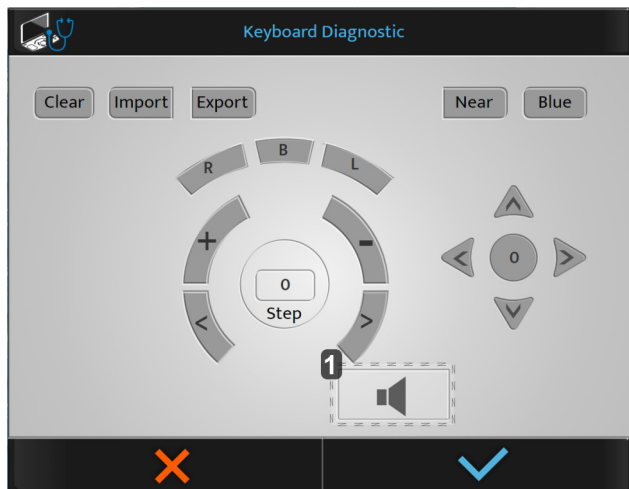 Keyboard Diagnostic
Clear Import Export Near Blue
R B L
+ -
0
0
Step
< >
1